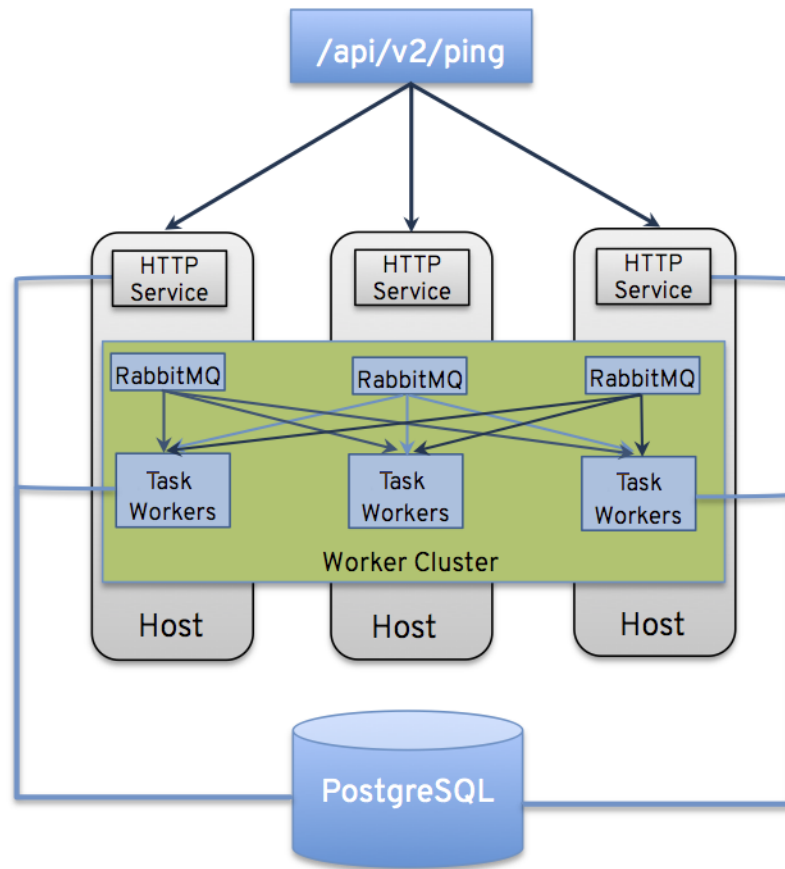 /api/v2/ping
HTTP
Service
HTTP
Service
HTTP
Service
RabbitMQ
RabbitMQ
RabbitMQ
Task
Workers
Task
Workers
Task
Workers
Worker Cluster
Host
Host
Host
PostgreSQL